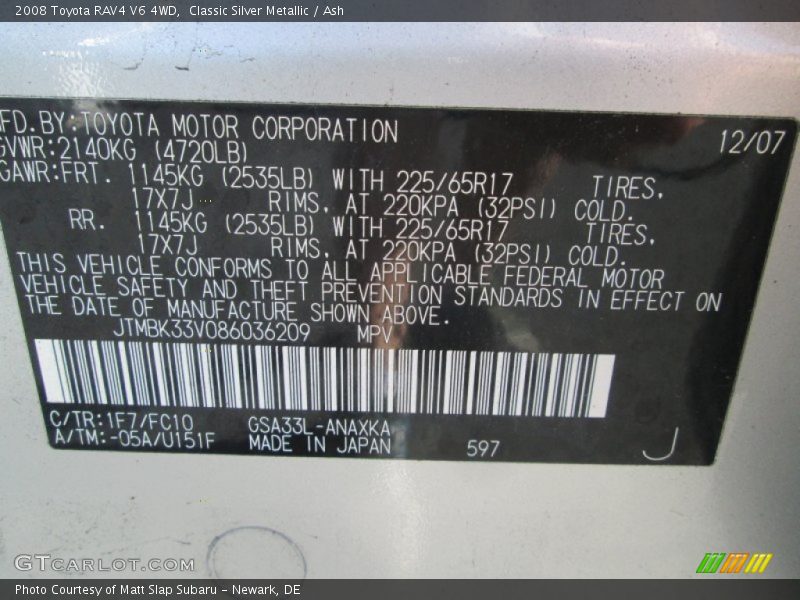 2008 Toyota RAV4 V6 4WD,  Classic Silver Metallic / Ash
FD. BY:TOYOTA MOTOR CORPORATION 12/07
GVWR:2140KG (4720LB)
GAWR:FRT. 1145KG (2535LB) WITH 225/65R17 TIRES,
17X7J RIMS, AT 220KPA (32PSI) COLD.
RR. 1145KG (2535LB) WITH 225/65R17 TIRES,
17X7J RIMS, AT 220KPA (32PSI) COLD.
THIS VEHICLE CONFORMS TO ALL APPLICABLE FEDERAL MOTOR
VEHICLE SAFETY AND THEFT PREVENTION STANDARDS IN EFFECT ON
THE DATE OF MANUFACTURE SHOWN ABOVE.
JTMBK33V086036209 MPV
C/TR:1F7/FC10 GSA33L-ANAXKA
A/TM:-05A/U151F MADE IN JAPAN 597 J
GTCARLOT.COM
Photo Courtesy of Matt Slap Subaru - Newark, DE